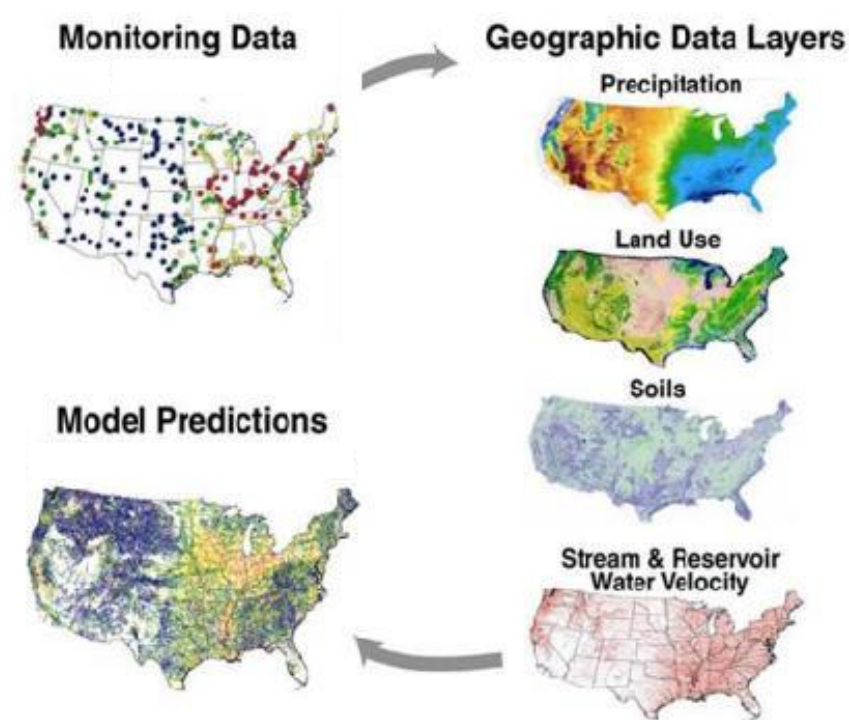 Monitoring Data
Geographic Data Layers
Precipitation
Land Use
Soils
Stream & Reservoir
Water Velocity
Model Predictions